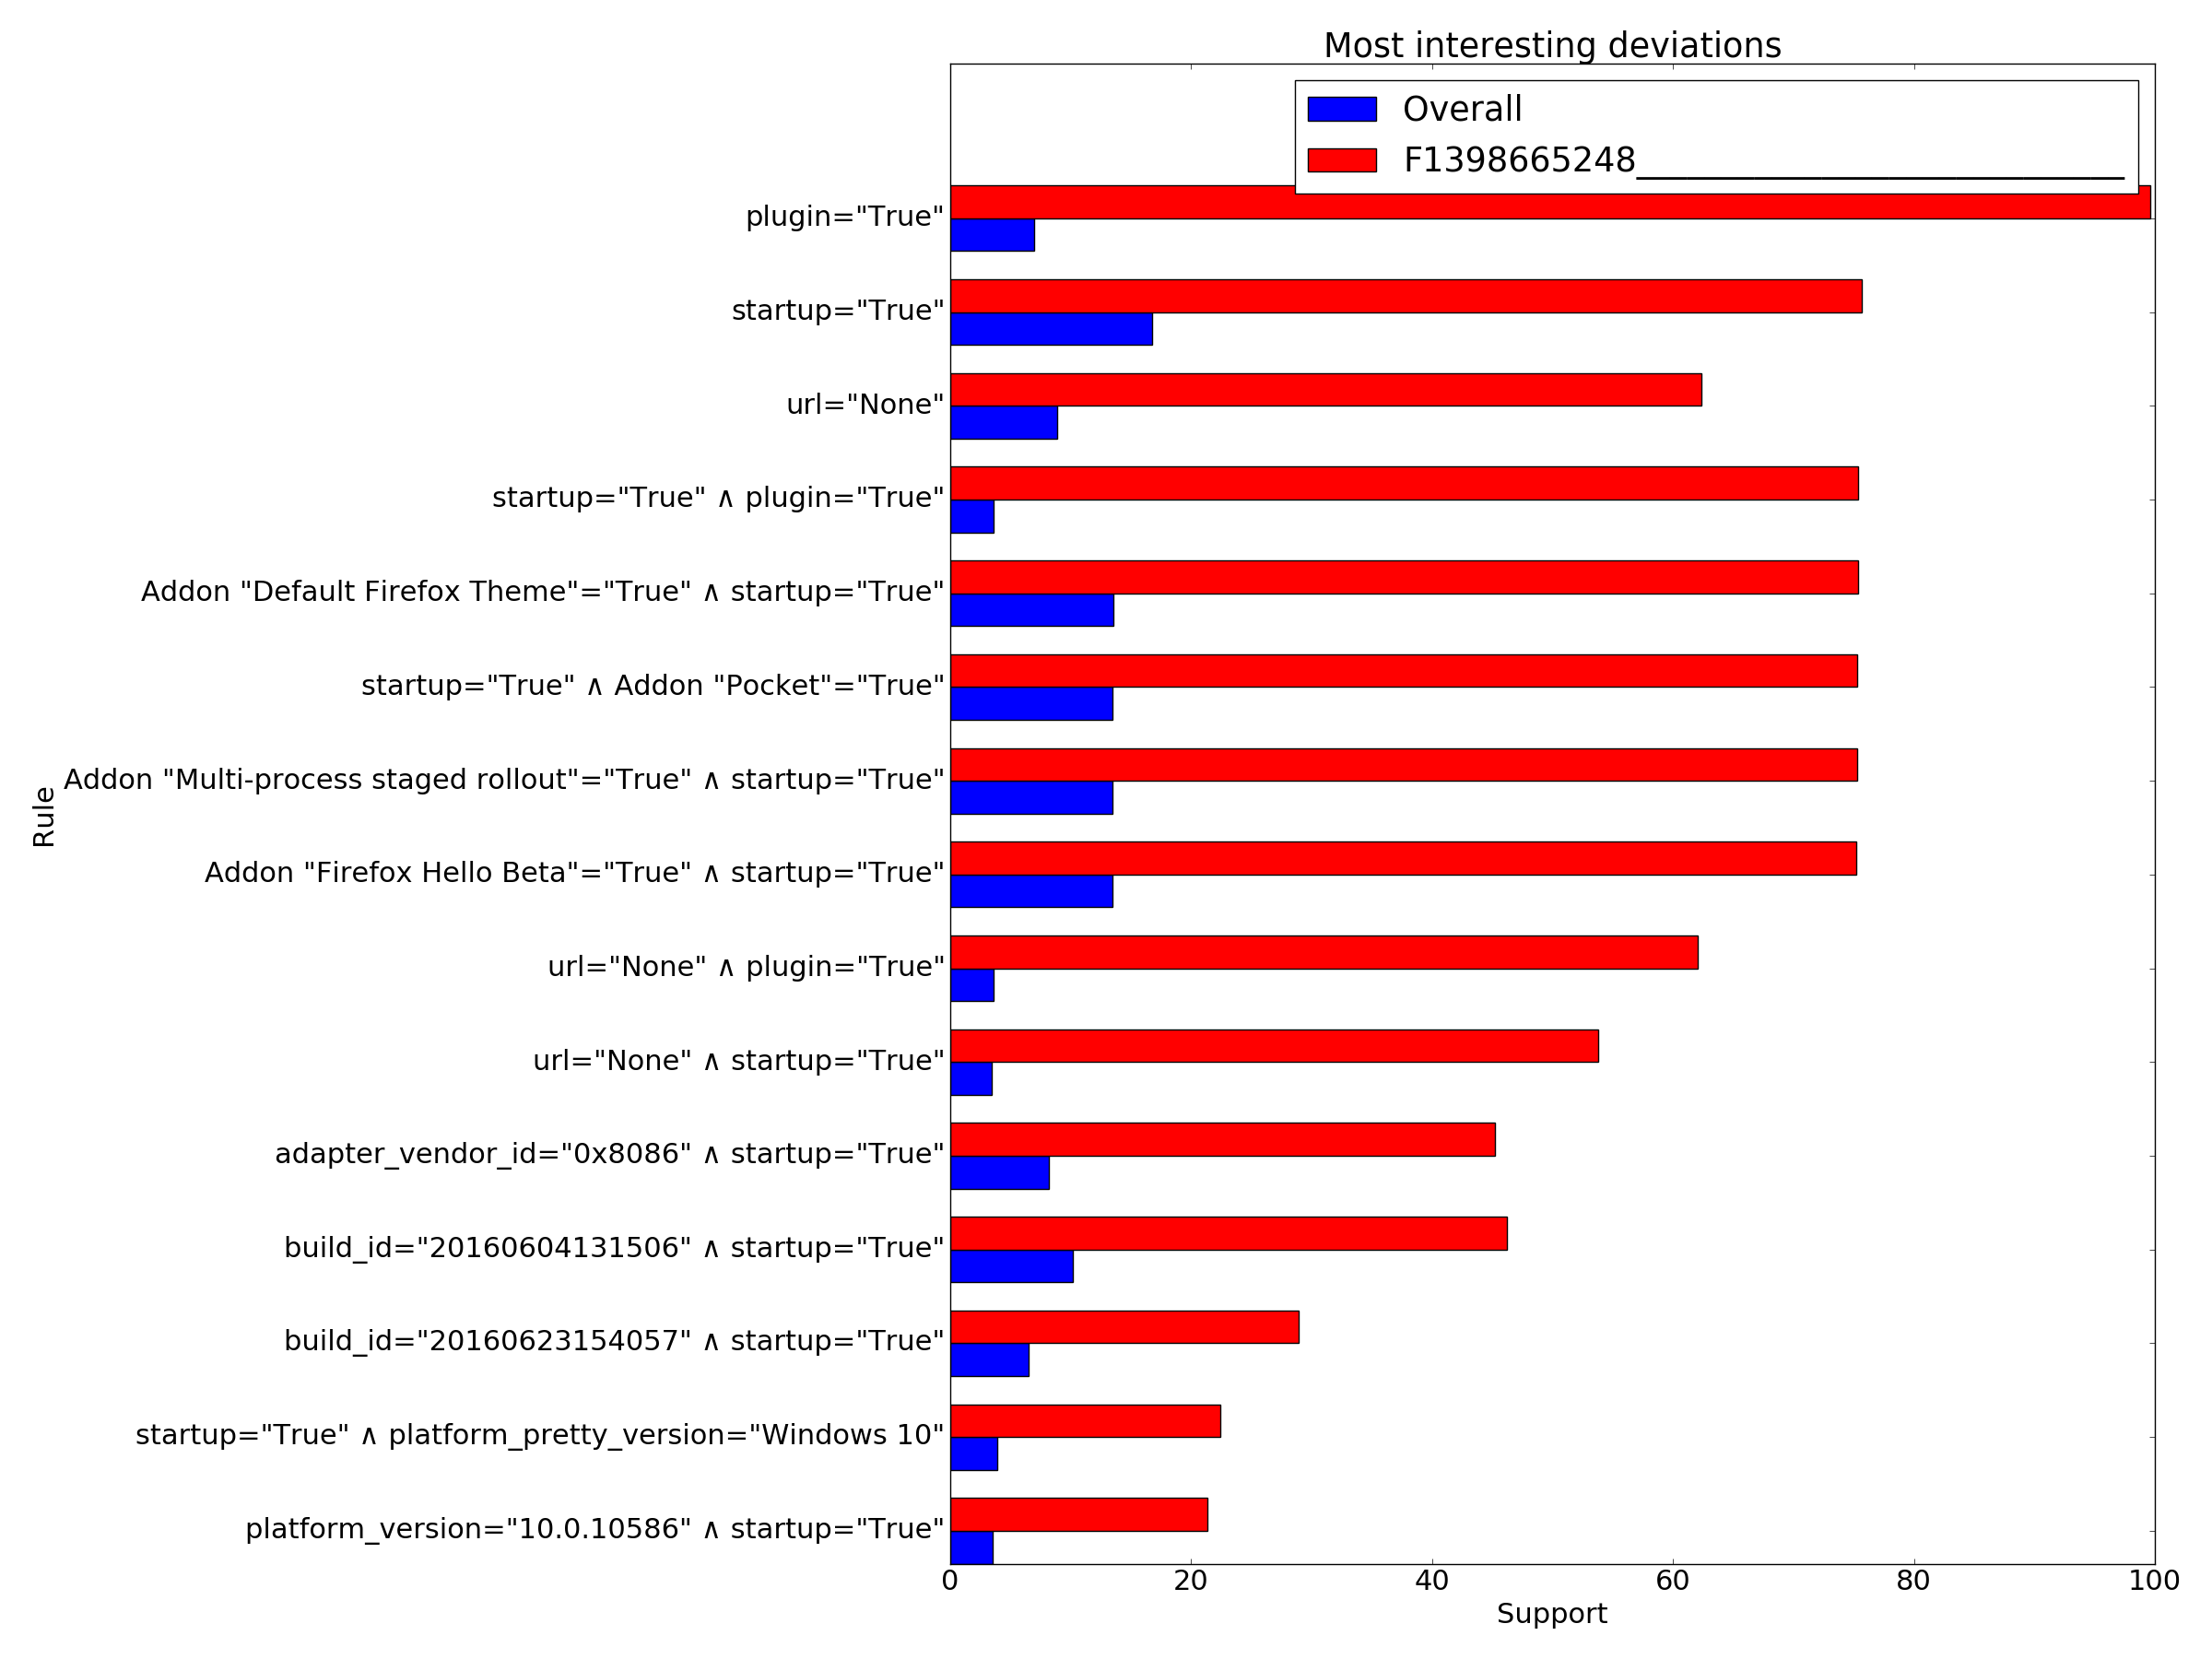 Most interesting deviations
Overall
F1398665248_____________________________
plugin="True"
startup="True"
url="None"
startup="True" ∧ plugin="True"
Addon "Default Firefox Theme"="True" ∧ startup="True"
startup="True" ∧ Addon "Pocket"="True"
Addon "Multi-process staged rollout"="True" ∧ startup="True"
Addon "Firefox Hello Beta"="True" ∧ startup="True"
url="None" ∧ plugin="True"
url="None" ∧ startup="True"
adapter_vendor_id="0x8086" ∧ startup="True"
build_id="20160604131506" ∧ startup="True"
build_id="20160623154057" ∧ startup="True"
startup="True" ∧ platform_pretty_version="Windows 10"
platform_version="10.0.10586" ∧ startup="True"
Rule
0 20 40 60 80 100
Support